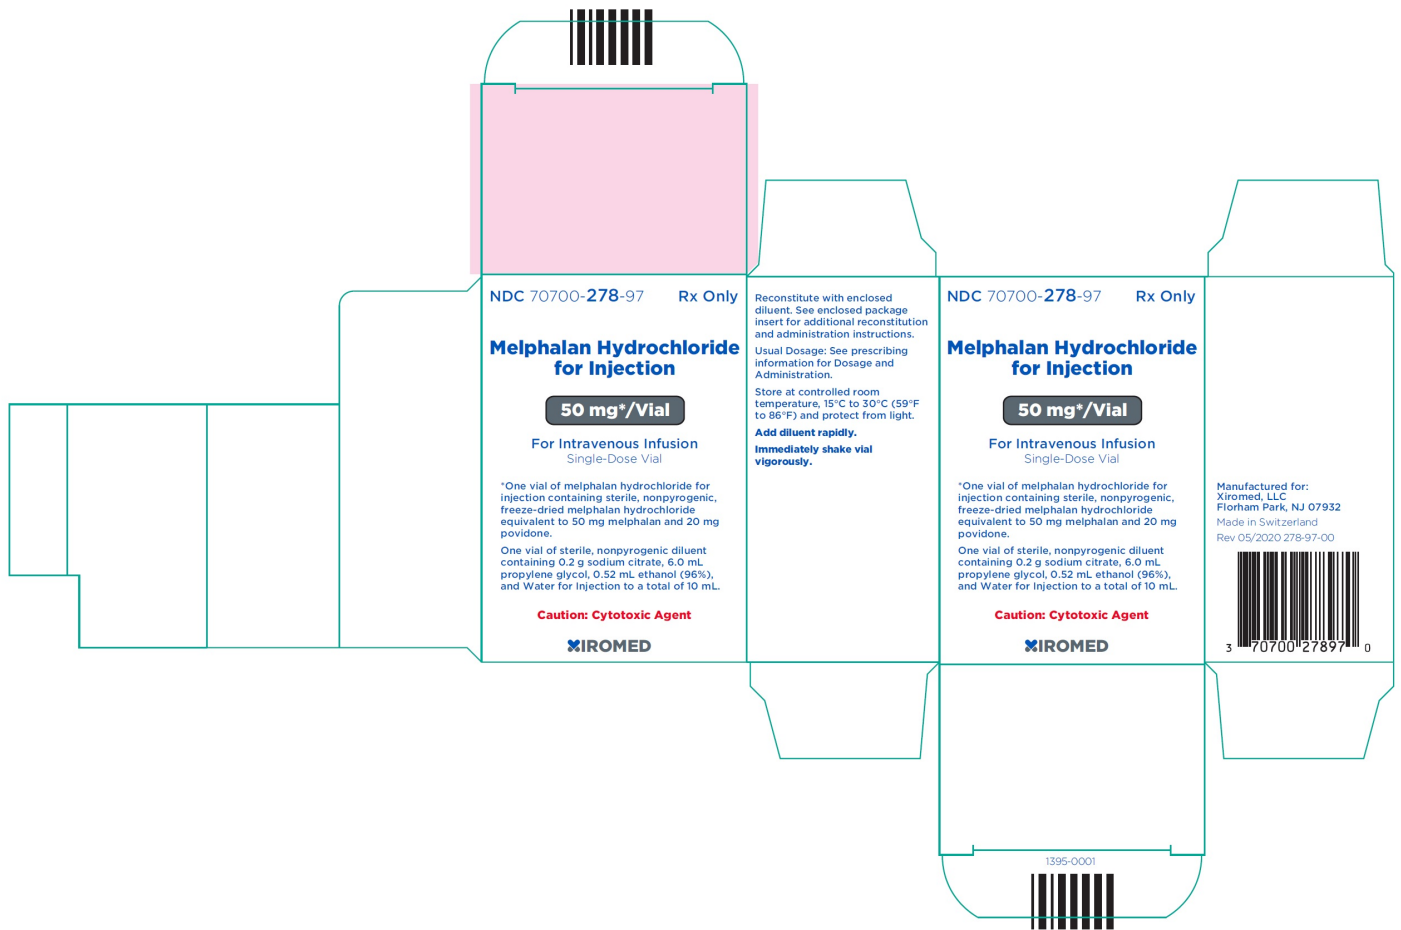 NDC 70700-278-97 Rx Only
Melphalan Hydrochloride
for Injection
50 mg*/Vial
For Intravenous Infusion
Single-Dose Vial
*One vial of melphalan hydrochloride for
injection containing sterile, nonpyrogenic,
freeze-dried melphalan hydrochloride
equivalent to 50 mg melphalan and 20 mg
povidone.
One vial of sterile, nonpyrogenic diluent
containing 0.2 g sodium citrate, 6.0 mL
propylene glycol, 0.52 mL ethanol (96%),
and Water for Injection to a total of 10 mL.
Caution: Cytotoxic Agent
XIROMED
Reconstitute with enclosed
diluent. See enclosed package
insert for additional reconstitution
and administration instructions.
Usual Dosage: See prescribing
information for Dosage and
Administration.
Store at controlled room
temperature, 15°C to 30°C (59°F
to 86°F) and protect from light.
Add diluent rapidly.
Immediately shake vial
vigorously.
NDC 70700-278-97 Rx Only
Melphalan Hydrochloride
for Injection
50 mg*/Vial
For Intravenous Infusion
Single-Dose Vial
*One vial of melphalan hydrochloride for
injection containing sterile, nonpyrogenic,
freeze-dried melphalan hydrochloride
equivalent to 50 mg melphalan and 20 mg
povidone.
One vial of sterile, nonpyrogenic diluent
containing 0.2 g sodium citrate, 6.0 mL
propylene glycol, 0.52 mL ethanol (96%),
and Water for Injection to a total of 10 mL.
Caution: Cytotoxic Agent
XIROMED
1395-0001
Manufactured for:
Xiromed, LLC
Florham Park, NJ 07932
Made in Switzerland
Rev 05/2020 278-97-00
3 70700 27897 0